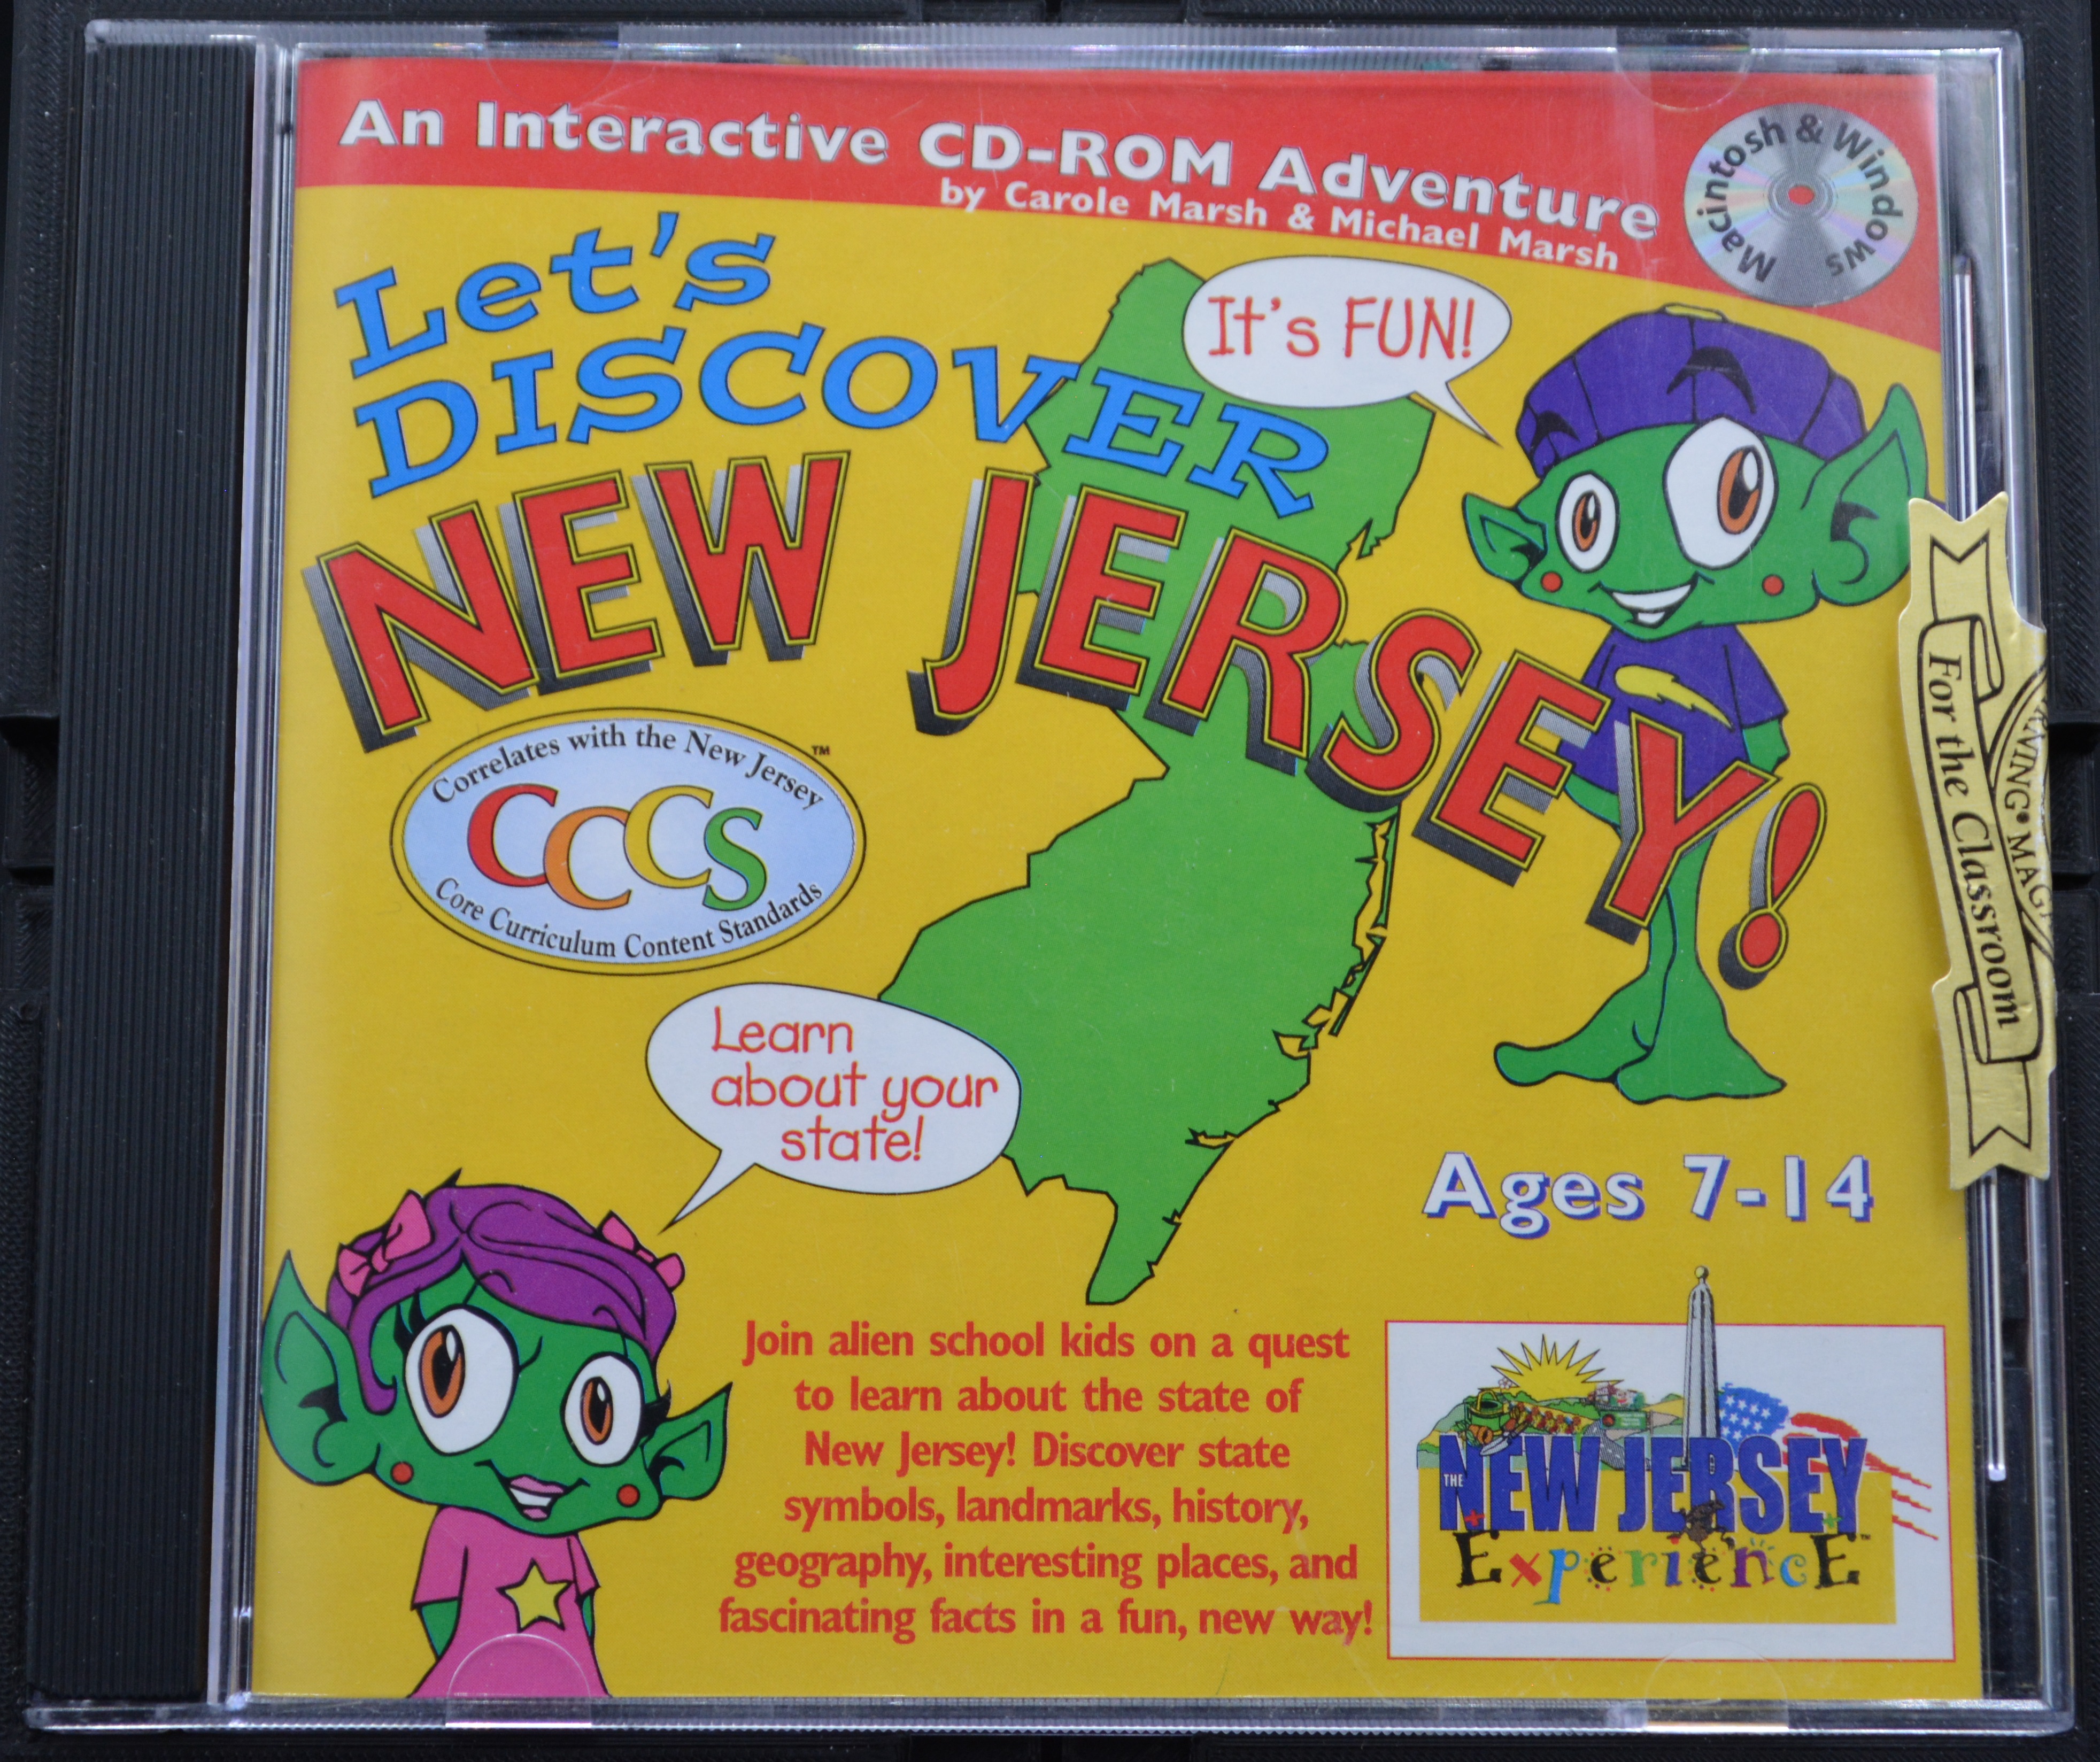 An Interactive CD-ROM Adventure
by Carole Marsh & Michael Marsh
Macintosh & Windows
Let's
DISCOVER
NEW JERSEY!
It's FUN!
Correlates with the New Jersey
™
CCCS
Core Curriculum Content Standards
For the Classroom
Learn
about your
state!
Ages 7-14
Join alien school kids on a quest
to learn about the state of
New Jersey! Discover state
symbols, landmarks, history,
geography, interesting places, and
fascinating facts in a fun, new way!
THE
NEW JERSEY
ExpEriencE™